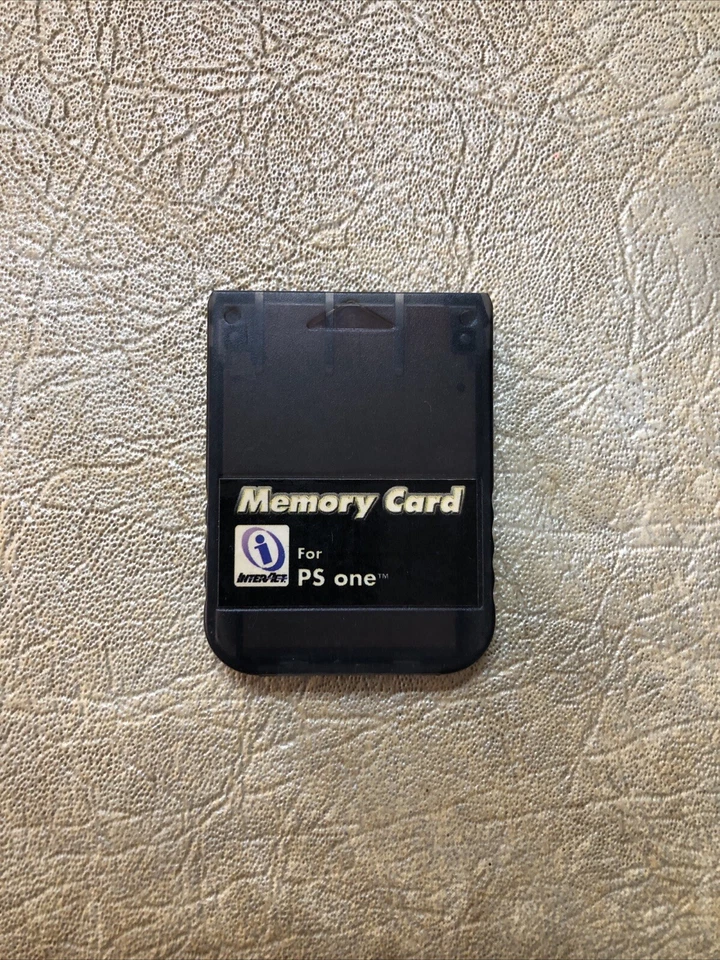 Memory Card
i
INTERACT
For
PS one™